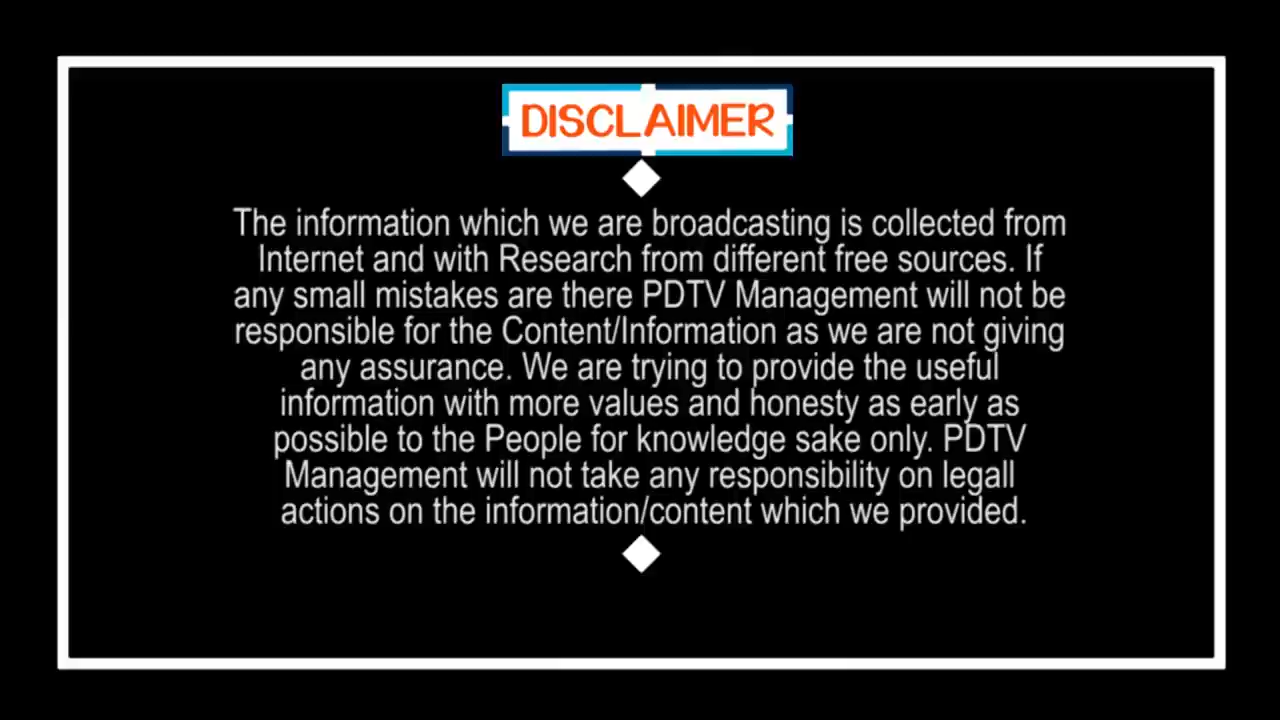 DISCLAIMER
The information which we are broadcasting is collected from
Internet and with Research from different free sources. If
any small mistakes are there PDTV Management will not be
responsible for the Content/Information as we are not giving
any assurance. We are trying to provide the useful
information with more values and honesty as early as
possible to the People for knowledge sake only. PDTV
Management will not take any responsibility on legall
actions on the information/content which we provided.